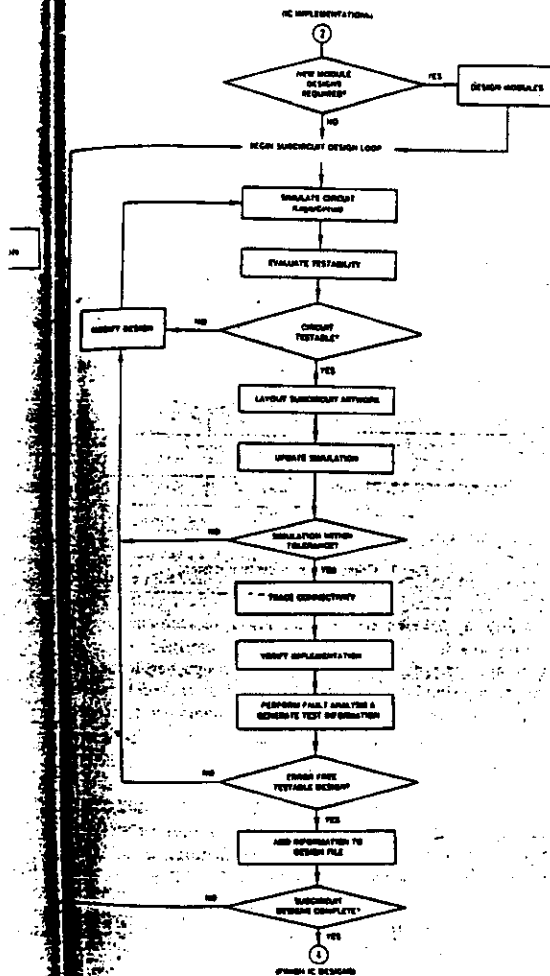 (IC IMPLEMENTATION)
2
NEW MODULE
DESIGNS
REQUIRED?
YES
DESIGN MODULES
NO
BEGIN SUBCIRCUIT DESIGN LOOP
SIMULATE CIRCUIT
EVALUATE TESTABILITY
MODIFY DESIGN
NO
CIRCUIT
TESTABLE?
YES
LAYOUT SUBCIRCUIT ARTWORK
UPDATE SIMULATION
NO
SIMULATION WITHIN
TOLERANCE?
YES
TRACE CONNECTIVITY
VERIFY IMPLEMENTATION
PERFORM FAULT ANALYSIS &
GENERATE TEST INFORMATION
NO
ERROR FREE
TESTABLE DESIGN?
YES
ADD INFORMATION TO
DESIGN FILE
NO
SUBCIRCUIT
DESIGNS COMPLETE?
YES
(FINISH IC DESIGN)